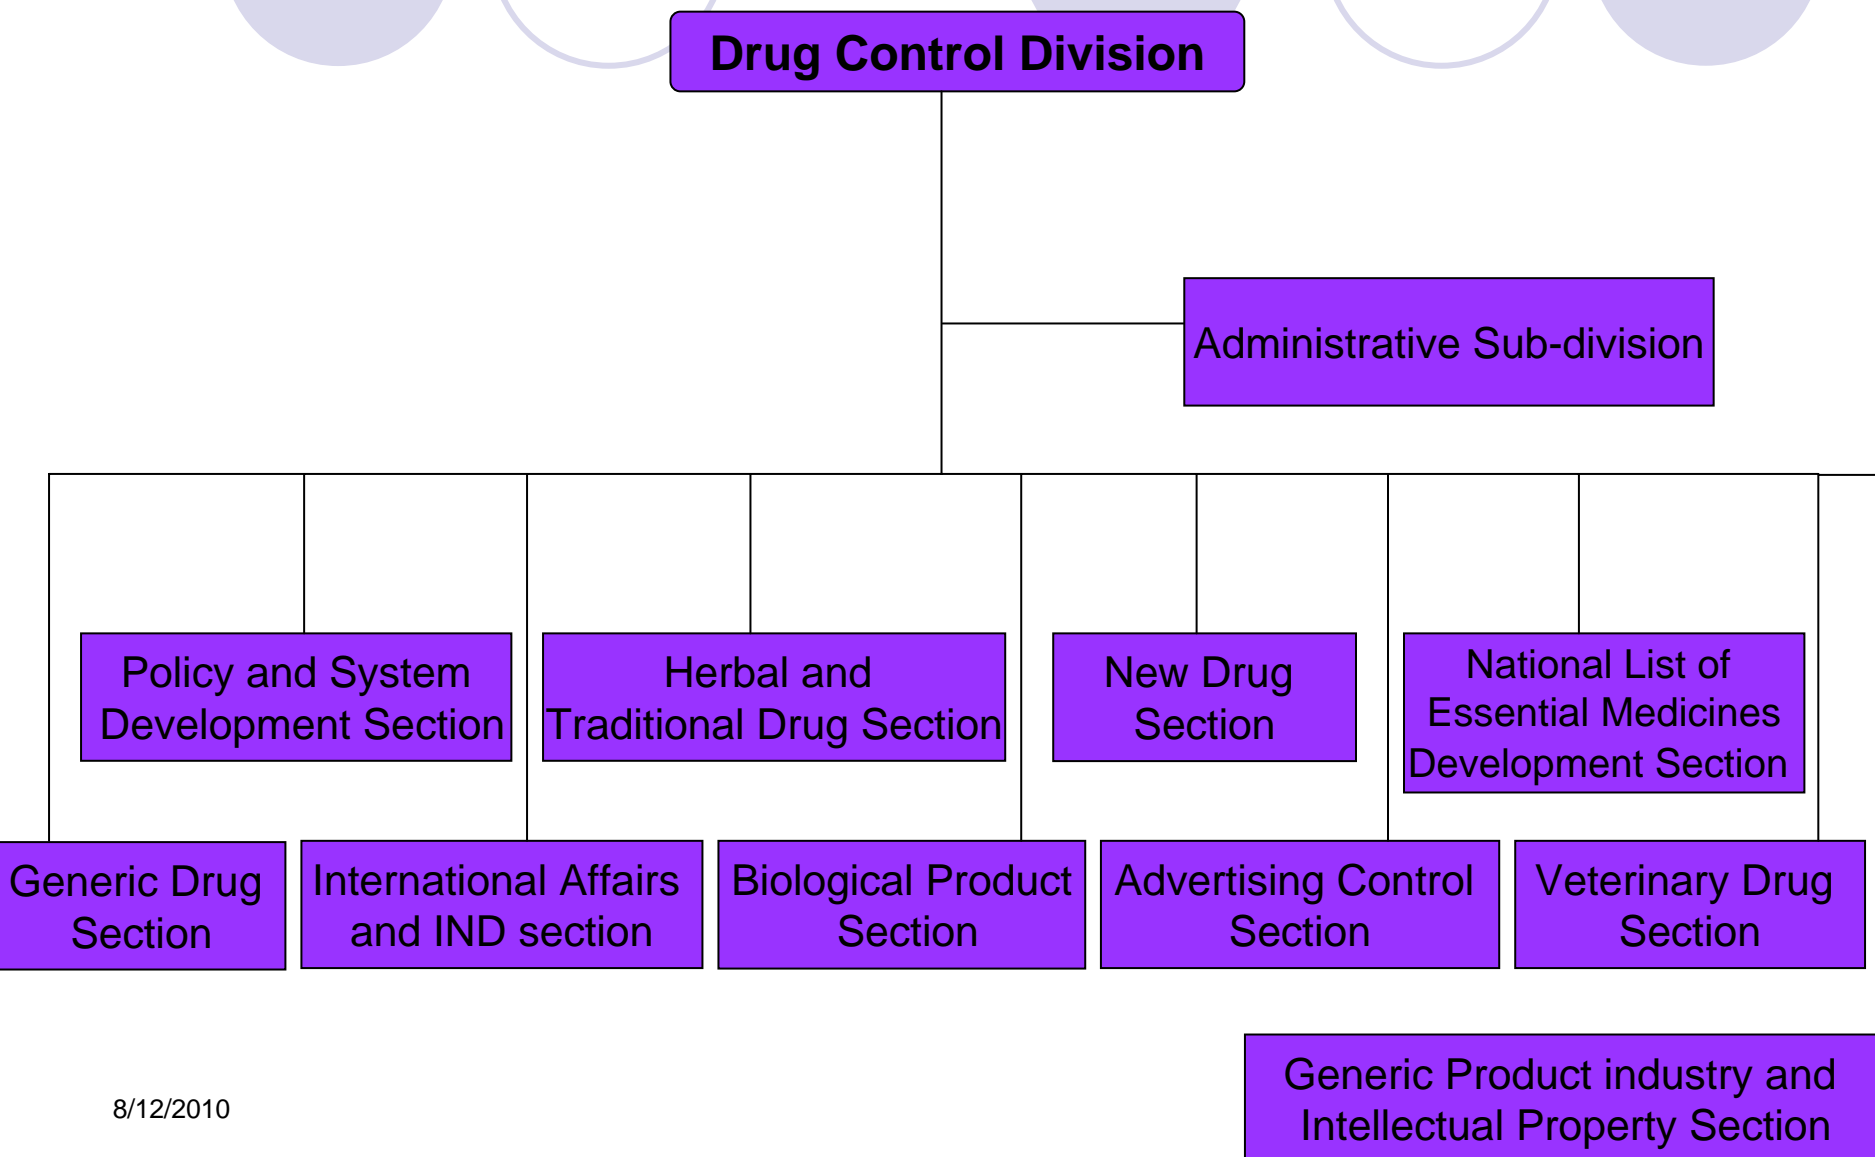 Drug Control Division
Administrative Sub-division
Policy and System
Development Section
Herbal and
Traditional Drug Section
New Drug
Section
National List of
Essential Medicines
Development Section
Generic Drug
Section
International Affairs
and IND section
Biological Product
Section
Advertising Control
Section
Veterinary Drug
Section
Generic Product industry and
Intellectual Property Section
8/12/2010